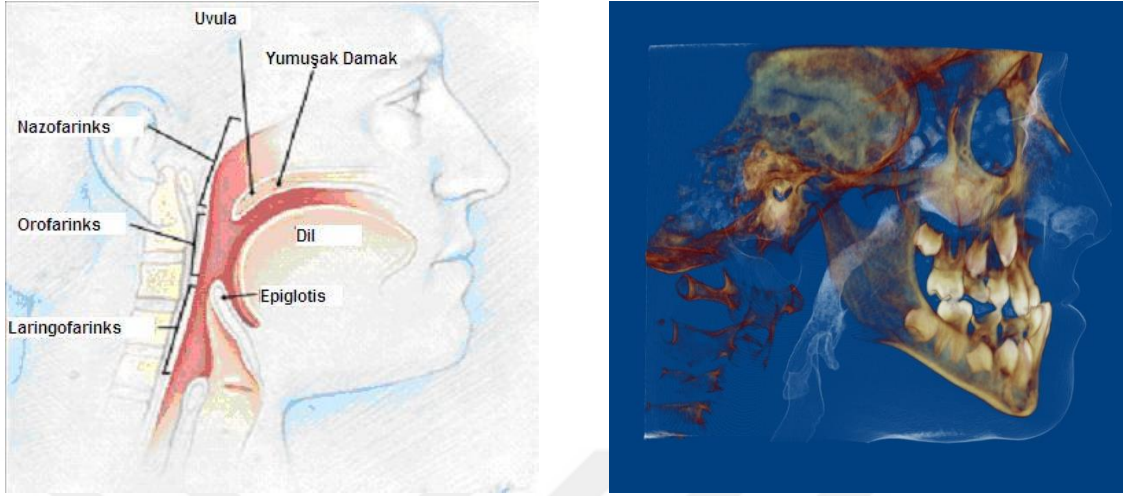 Uvula
Yumuşak Damak
Nazofarinks
Orofarinks
Dil
Epiglotis
Laringofarinks